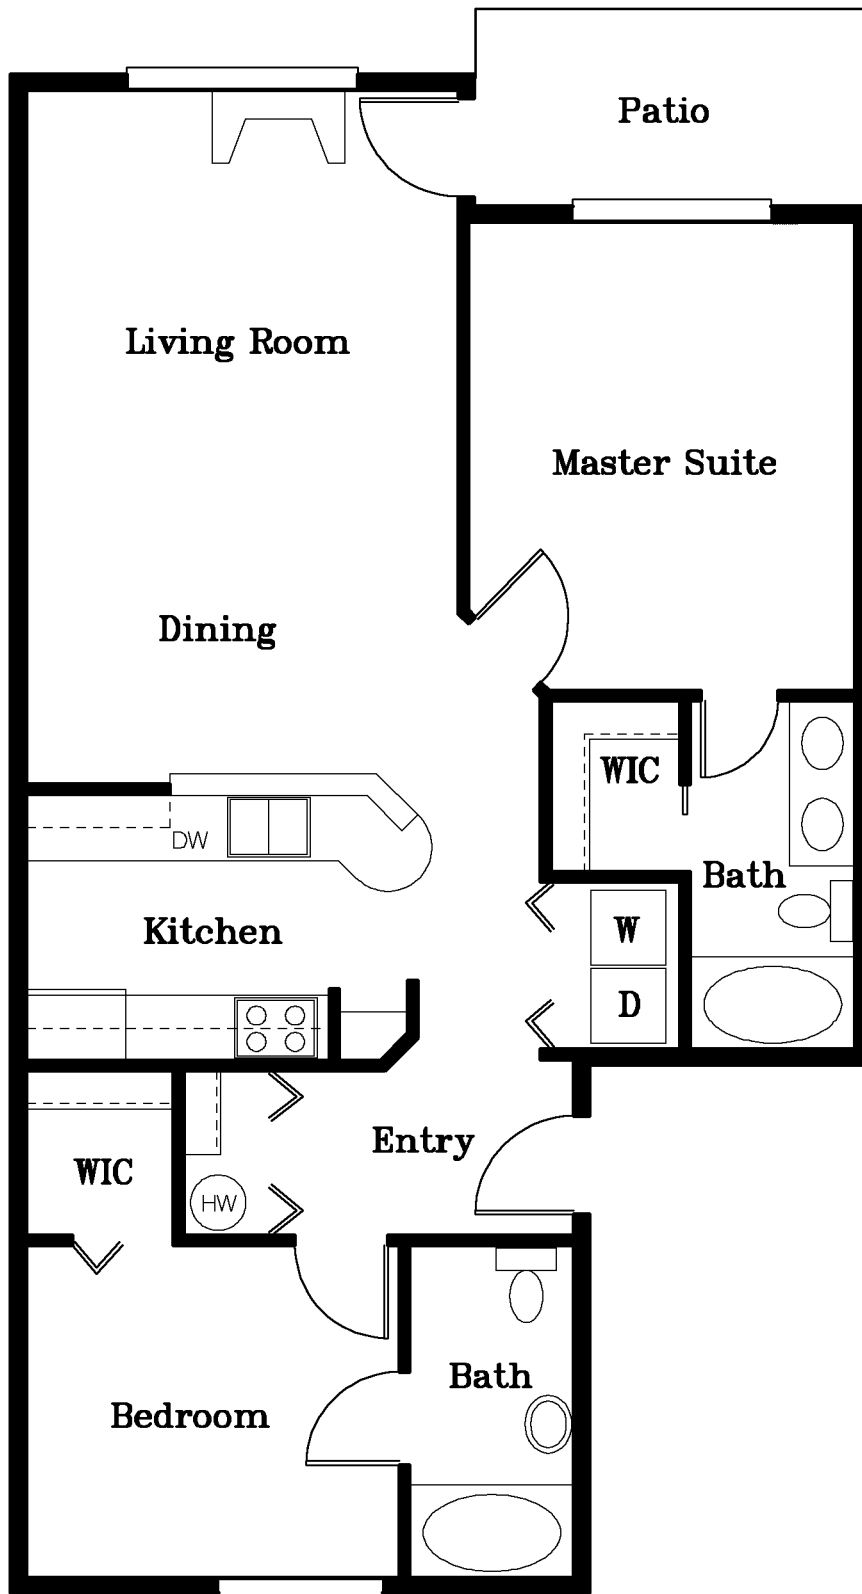 Patio
Living Room
Master Suite
Dining
WIC
DW
Bath
Kitchen
W
D
Entry
WIC
HW
Bath
Bedroom